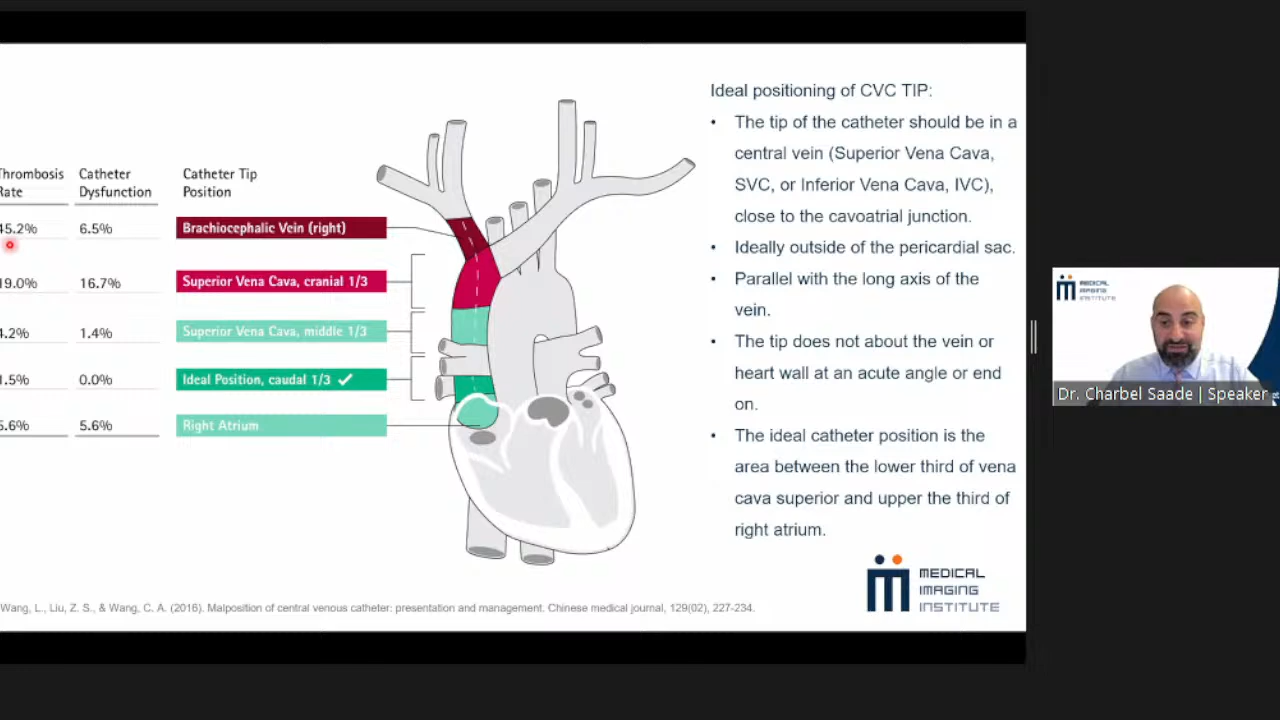 Ideal positioning of CVC TIP:
• The tip of the catheter should be in a
central vein (Superior Vena Cava,
SVC, or Inferior Vena Cava, IVC),
close to the cavoatrial junction.
• Ideally outside of the pericardial sac.
• Parallel with the long axis of the
vein.
• The tip does not about the vein or
heart wall at an acute angle or end
on.
• The ideal catheter position is the
area between the lower third of vena
cava superior and upper the third of
right atrium.
Thrombosis Catheter Catheter Tip
Rate Dysfunction Position
45.2% 6.5% Brachiocephalic Vein (right)
19.0% 16.7% Superior Vena Cava, cranial 1/3
4.2% 1.4% Superior Vena Cava, middle 1/3
1.5% 0.0% Ideal Position, caudal 1/3 ✓
5.6% 5.6% Right Atrium
Wang, L., Liu, Z. S., & Wang, C. A. (2016). Malposition of central venous catheter: presentation and management. Chinese medical journal, 129(02), 227-234.
MEDICAL
IMAGING
INSTITUTE
MEDICAL
IMAGING
INSTITUTE
Dr. Charbel Saade | Speaker